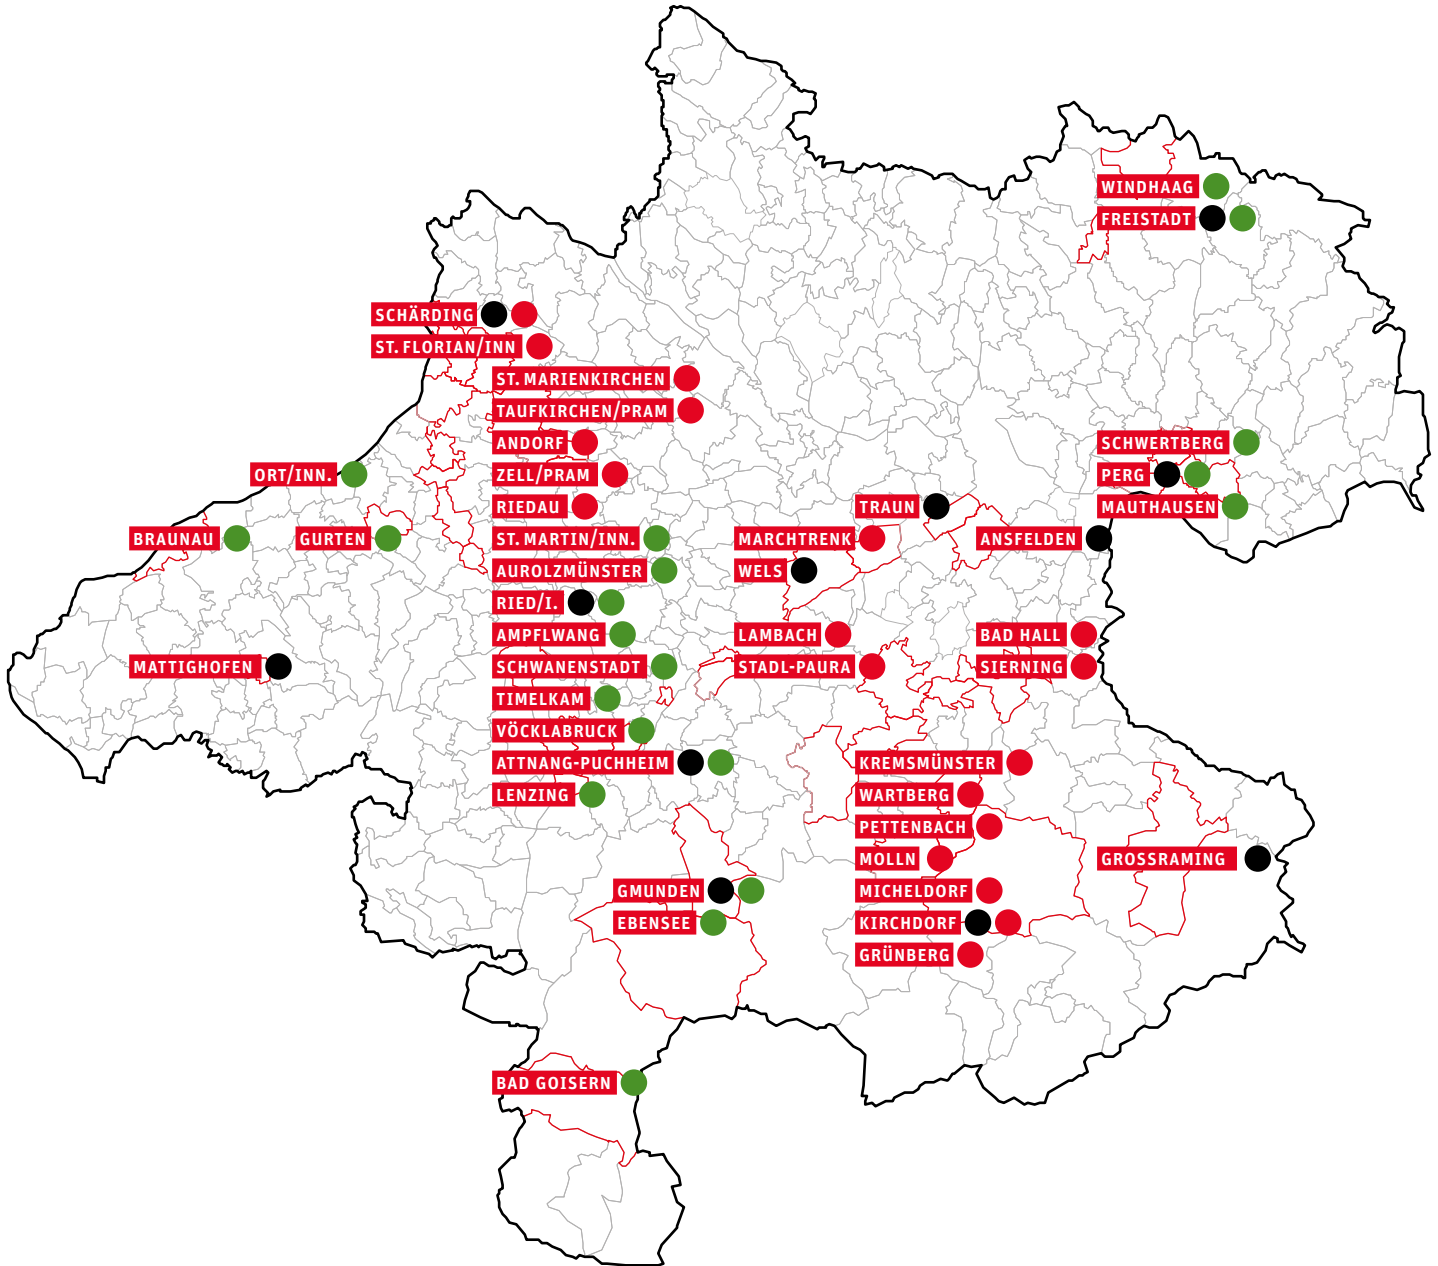 WINDHAAG
FREISTADT
SCHÄRDING
ST. FLORIAN/INN
ST. MARIENKIRCHEN
TAUFKIRCHEN/PRAM
ANDORF
SCHWERTBERG
ORT/INN.
ZELL/PRAM
PERG
RIEDAU
TRAUN
MAUTHAUSEN
BRAUNAU
GURTEN
ST. MARTIN/INN.
MARCHTRENK
ANSFELDEN
AUROLZMÜNSTER
WELS
RIED/I.
AMPFLWANG
LAMBACH
BAD HALL
MATTIGHOFEN
SCHWANENSTADT
STADL-PAURA
SIERNING
TIMELKAM
VÖCKLABRUCK
ATTNANG-PUCHHEIM
KREMSMÜNSTER
LENZING
WARTBERG
PETTENBACH
MOLLN
GROSSRAMING
GMUNDEN
MICHELDORF
EBENSEE
KIRCHDORF
GRÜNBERG
BAD GOISERN